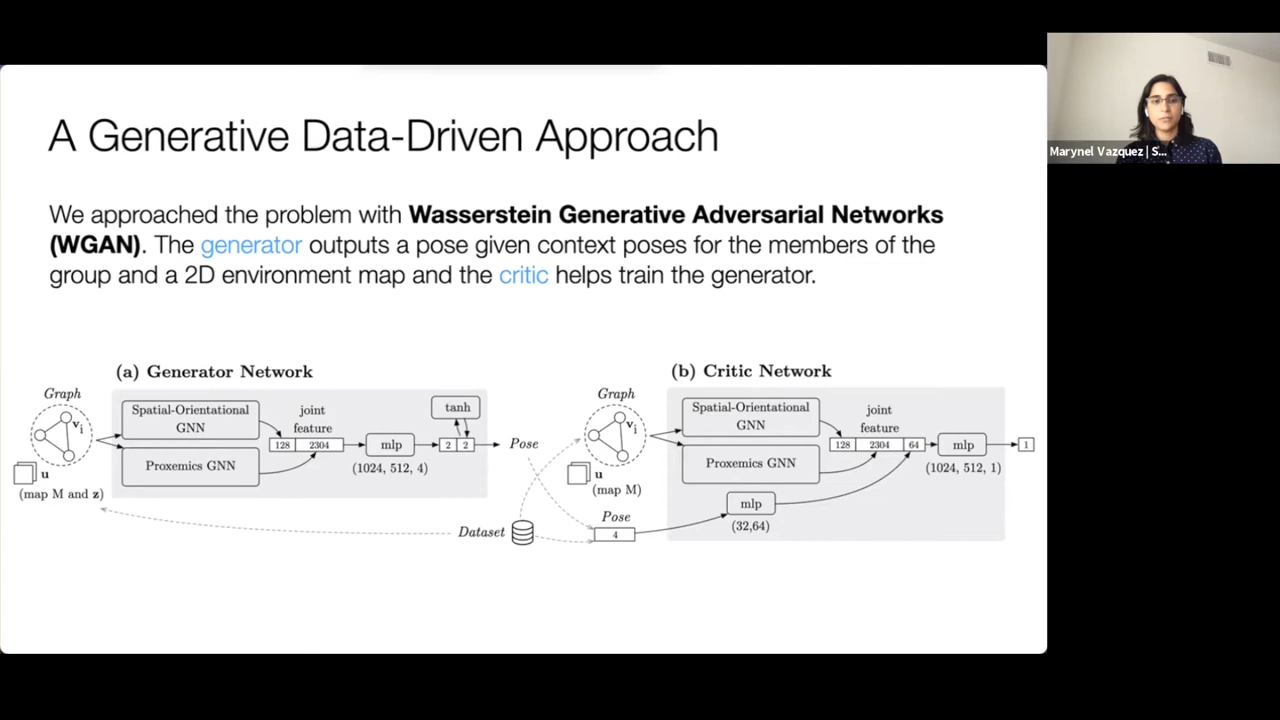 A Generative Data-Driven Approach
We approached the problem with Wasserstein Generative Adversarial Networks
(WGAN). The generator outputs a pose given context poses for the members of the
group and a 2D environment map and the critic helps train the generator.
Marynel Vazquez | S...
(a) Generator Network
Graph
v_i
u
(map M and z)
Spatial-Orientational
GNN
Proxemics GNN
joint
feature
128 2304
mlp
(1024, 512, 4)
tanh
2 2
Pose
Dataset
(b) Critic Network
Graph
v_i
u
(map M)
Pose
4
Spatial-Orientational
GNN
Proxemics GNN
mlp
(32,64)
joint
feature
128 2304 64
mlp
(1024, 512, 1)
1